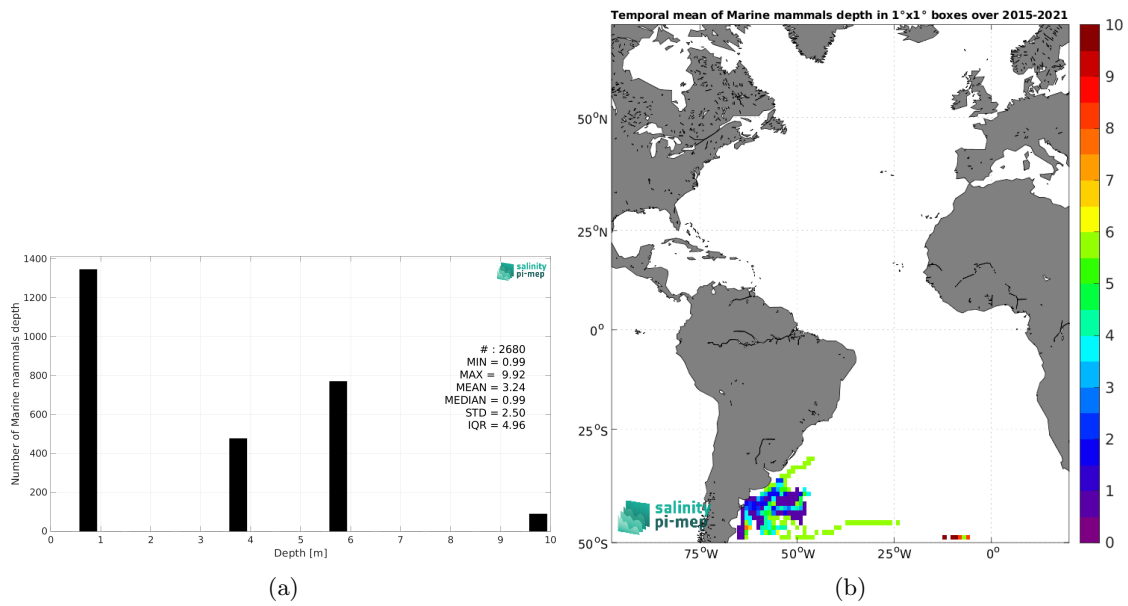 1400
1200
1000
800
600
400
200
0
Number of Marine mammals depth
salinity
pi-mep
# : 2680
MIN = 0.99
MAX = 9.92
MEAN = 3.24
MEDIAN = 0.99
STD = 2.50
IQR = 4.96
0 1 2 3 4 5 6 7 8 9 10
Depth [m]
(a)
Temporal mean of Marine mammals depth in 1°x1° boxes over 2015-2021
50°N
25°N
0°
25°S
50°S
salinity
pi-mep
75°W 50°W 25°W 0°
10
9
8
7
6
5
4
3
2
1
0
(b)